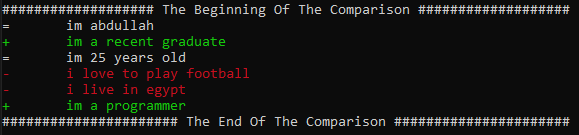 ################### The Beginning Of The Comparison ###################
=       im abdullah
+       im a recent graduate
=       im 25 years old
-       i love to play football
-       i live in egypt
+       im a programmer
###################### The End Of The Comparison ######################